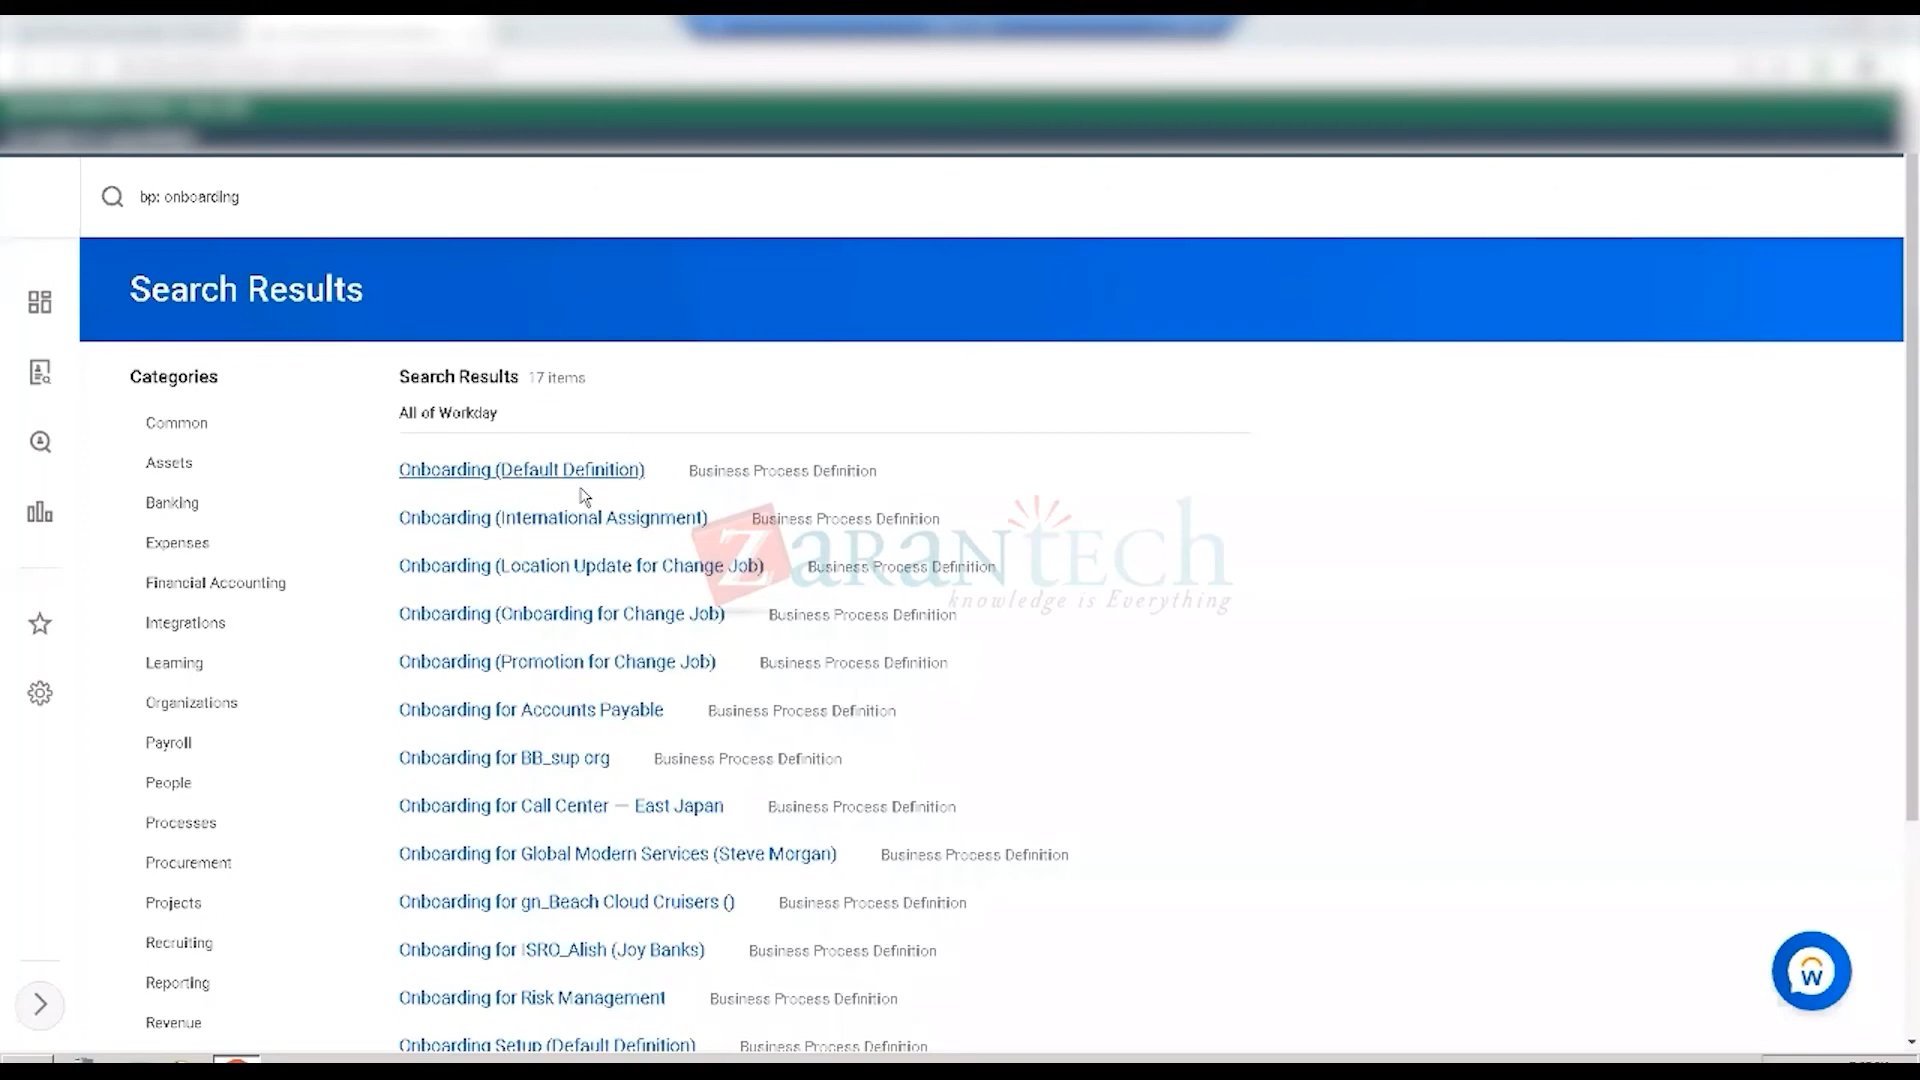 bp: onboarding
Search Results
Categories
Common
Assets
Banking
Expenses
Financial Accounting
Integrations
Learning
Organizations
Payroll
People
Processes
Procurement
Projects
Recruiting
Reporting
Revenue
Search Results 17 items
All of Workday
Onboarding (Default Definition) Business Process Definition
Onboarding (International Assignment) Business Process Definition
Onboarding (Location Update for Change Job) Business Process Definition
Onboarding (Onboarding for Change Job) Business Process Definition
Onboarding (Promotion for Change Job) Business Process Definition
Onboarding for Accounts Payable Business Process Definition
Onboarding for BB_sup org Business Process Definition
Onboarding for Call Center — East Japan Business Process Definition
Onboarding for Global Modern Services (Steve Morgan) Business Process Definition
Onboarding for gn_Beach Cloud Cruisers () Business Process Definition
Onboarding for ISRO_Alish (Joy Banks) Business Process Definition
Onboarding for Risk Management Business Process Definition
Onboarding Setup (Default Definition) Business Process Definition
ZaranTech
knowledge is Everything
W